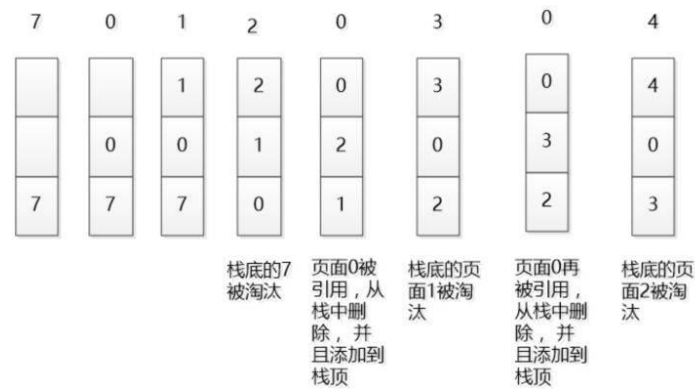 7 0 1 2 0 3 0 4
1 2 0 3 0 4
0 0 1 2 0 3 0
7 7 7 0 1 2 2 3
栈底的7
被淘汰
页面0被
引用，从
栈中删
除，并
且添加到
栈顶
栈底的页
面1被淘
汰
页面0再
被引用，
从栈中删
除，并
且添加到
栈顶
栈底的页
面2被淘
汰